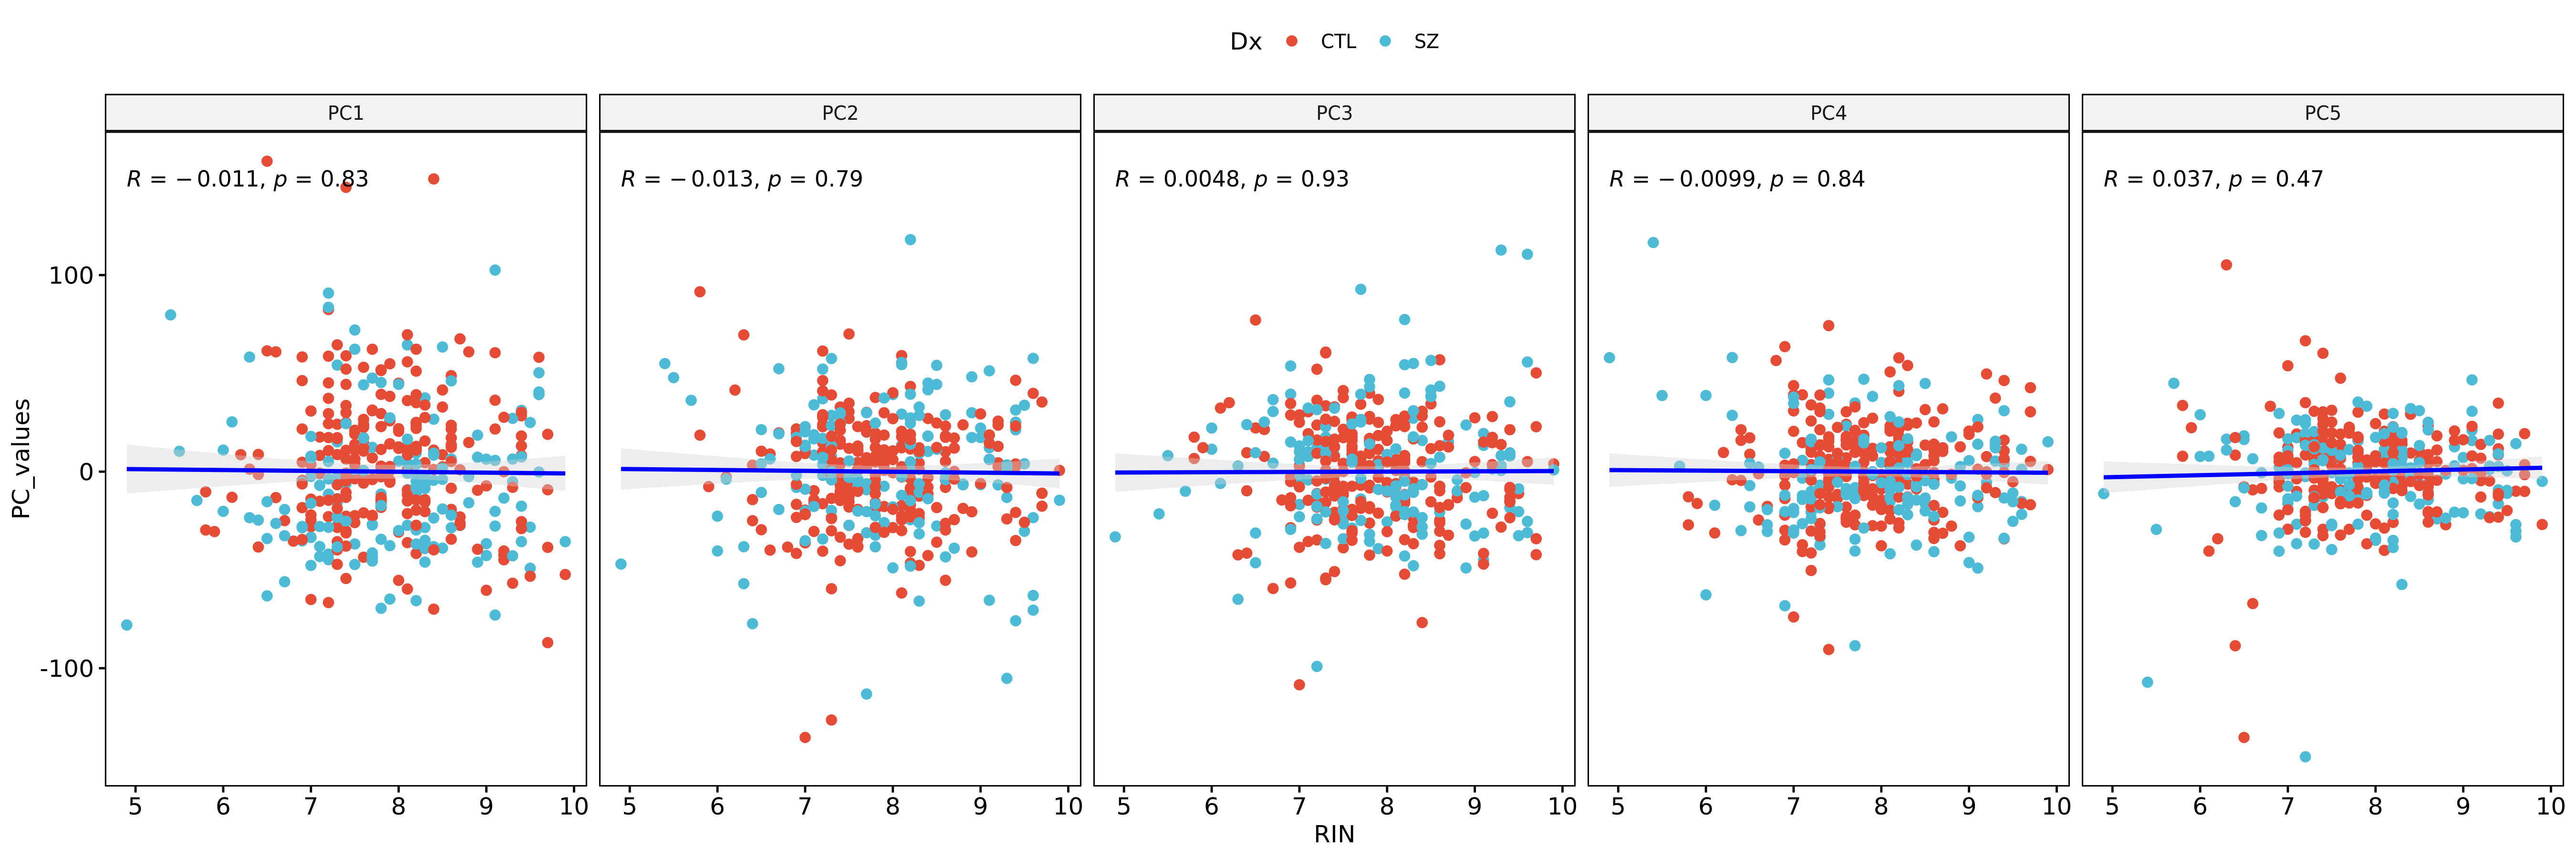 Dx CTL SZ
PC1 PC2 PC3 PC4 PC5
R = −0.011, p = 0.83 R = −0.013, p = 0.79 R = 0.0048, p = 0.93 R = −0.0099, p = 0.84 R = 0.037, p = 0.47
100
0
-100
PC_values
5 6 7 8 9 10 5 6 7 8 9 10 5 6 7 8 9 10 5 6 7 8 9 10 5 6 7 8 9 10
RIN